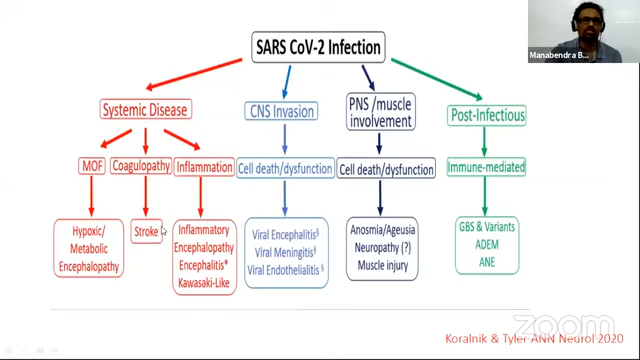 SARS CoV-2 Infection
Manabendra B...
Systemic Disease
CNS Invasion
PNS /muscle
involvement
Post-Infectious
MOF
Coagulopathy
Inflammation
Cell death/dysfunction
Cell death/dysfunction
Immune-mediated
Hypoxic/
Metabolic
Encephalopathy
Stroke
Inflammatory
Encephalopathy
Encephalitis*
Kawasaki-Like
Viral Encephalitis§
Viral Meningitis§
Viral Endothelialitis §
Anosmia/Ageusia
Neuropathy (?)
Muscle injury
GBS & Variants
ADEM
ANE
zoom
Koralnik & Tyler ANN Neurol 2020